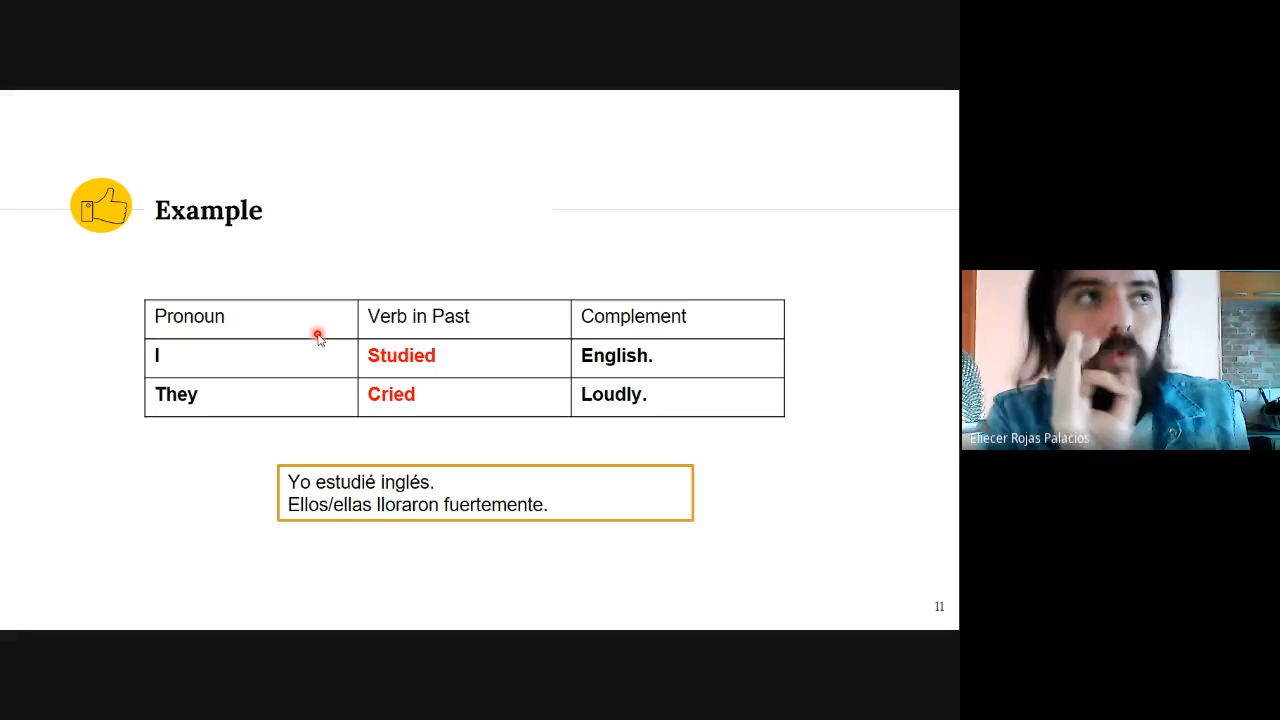 Example
Pronoun Verb in Past Complement
I Studied English.
They Cried Loudly.
Yo estudié inglés.
Ellos/ellas lloraron fuertemente.
11
Eliecer Rojas Palacios